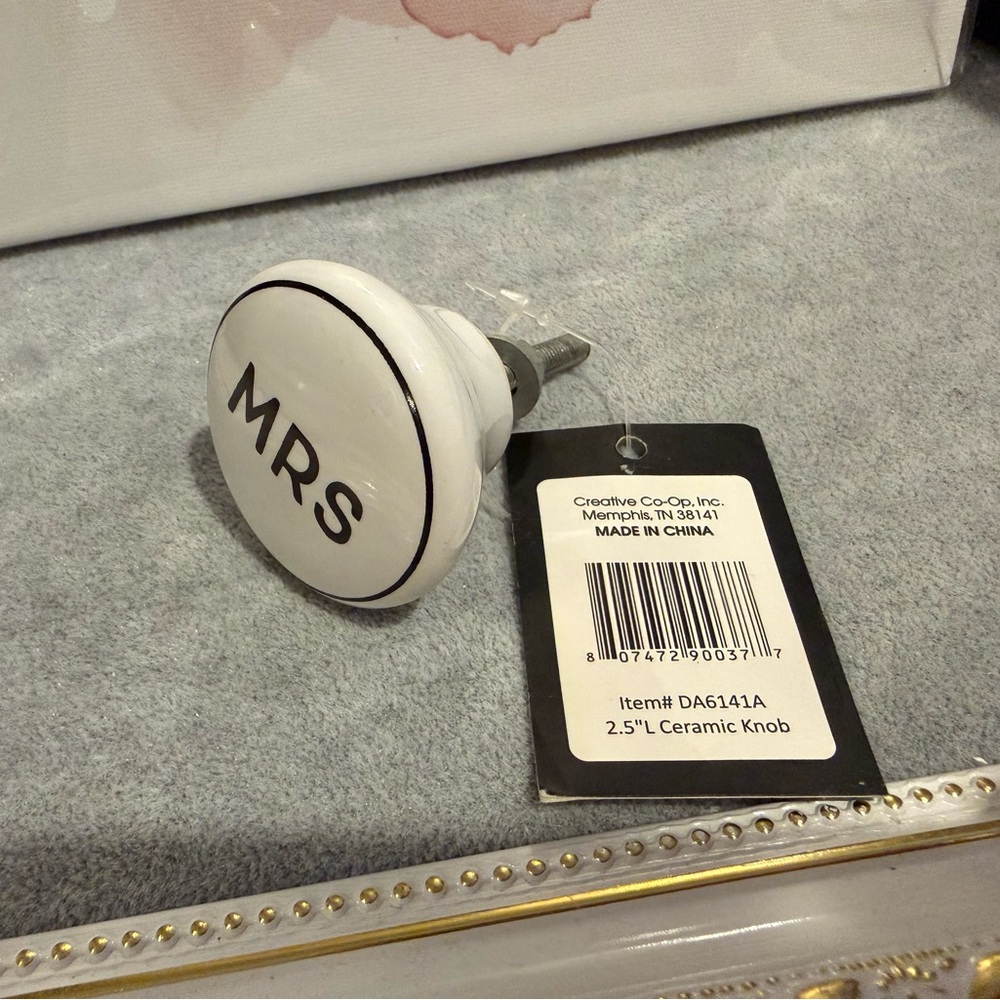 MRS
Creative Co-Op, Inc.
Memphis, TN 38141
MADE IN CHINA
8 07472 90037 7
Item# DA6141A
2.5"L Ceramic Knob